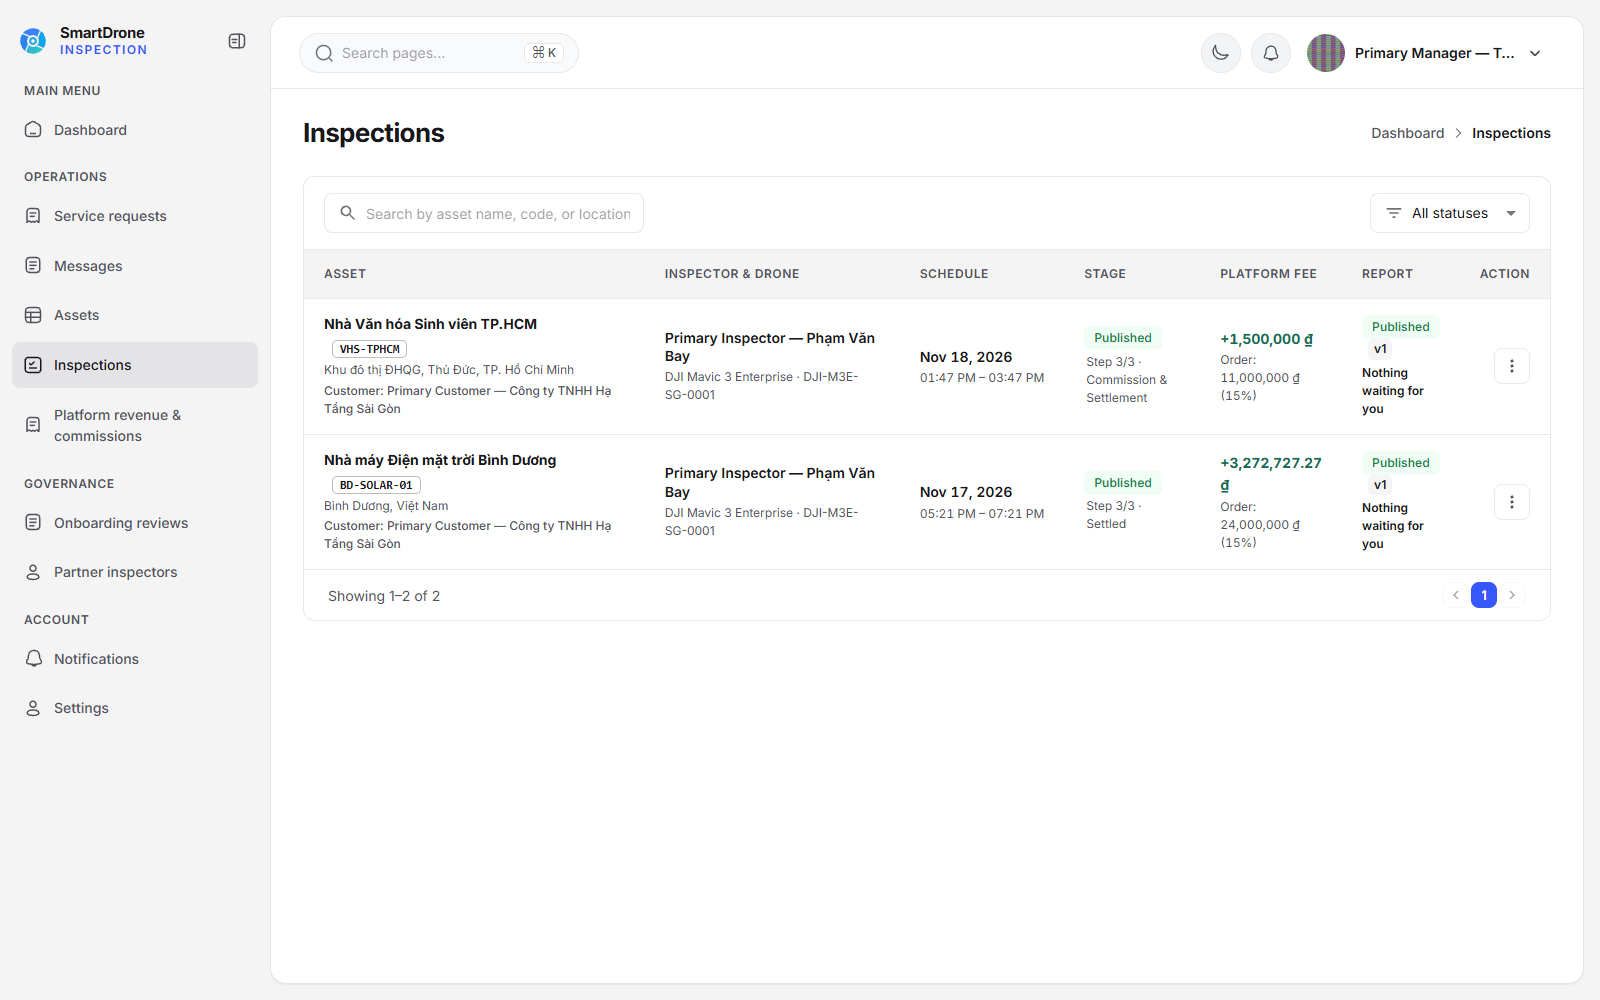 SmartDrone
INSPECTION
MAIN MENU
Dashboard
OPERATIONS
Service requests
Messages
Assets
Inspections
Platform revenue &
commissions
GOVERNANCE
Onboarding reviews
Partner inspectors
ACCOUNT
Notifications
Settings
Search pages...
⌘ K
Primary Manager — T...
Inspections
Dashboard > Inspections
Search by asset name, code, or location
All statuses
ASSET
INSPECTOR & DRONE
SCHEDULE
STAGE
PLATFORM FEE
REPORT
ACTION
Nhà Văn hóa Sinh viên TP.HCM
VHS-TPHCM
Khu đô thị ĐHQG, Thủ Đức, TP. Hồ Chí Minh
Customer: Primary Customer — Công ty TNHH Hạ
Tầng Sài Gòn
Primary Inspector — Phạm Văn
Bay
DJI Mavic 3 Enterprise · DJI-M3E-
SG-0001
Nov 18, 2026
01:47 PM – 03:47 PM
Published
Step 3/3 ·
Commission &
Settlement
+1,500,000 ₫
Order:
11,000,000 ₫
(15%)
Published
v1
Nothing
waiting for
you
Nhà máy Điện mặt trời Bình Dương
BD-SOLAR-01
Bình Dương, Việt Nam
Customer: Primary Customer — Công ty TNHH Hạ
Tầng Sài Gòn
Primary Inspector — Phạm Văn
Bay
DJI Mavic 3 Enterprise · DJI-M3E-
SG-0001
Nov 17, 2026
05:21 PM – 07:21 PM
Published
Step 3/3 ·
Settled
+3,272,727.27
₫
Order:
24,000,000 ₫
(15%)
Published
v1
Nothing
waiting for
you
Showing 1–2 of 2
1